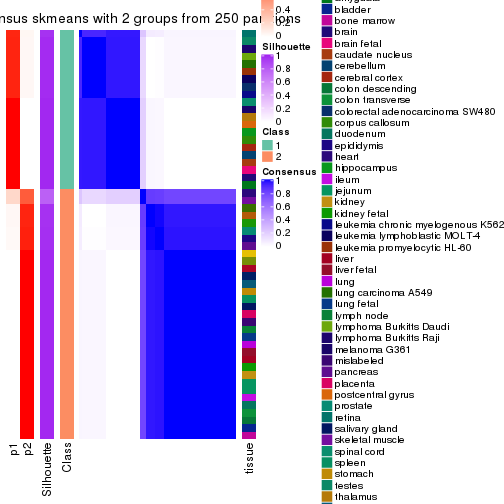 nsus skmeans with 2 groups from 250 par
ons
0.4
0.2
0
Silhouette
1
0.8
0.6
0.4
0.2
0
Class
1
2
Consensus
1
0.8
0.6
0.4
0.2
0
bladder
bone marrow
brain
brain fetal
caudate nucleus
cerebellum
cerebral cortex
colon descending
colon transverse
colorectal adenocarcinoma SW480
corpus callosum
duodenum
epididymis
heart
hippocampus
ileum
jejunum
kidney
kidney fetal
leukemia chronic myelogenous K562
leukemia lymphoblastic MOLT-4
leukemia promyelocytic HL-60
liver
liver fetal
lung
lung carcinoma A549
lung fetal
lymph node
lymphoma Burkitts Daudi
lymphoma Burkitts Raji
melanoma G361
mislabeled
pancreas
placenta
postcentral gyrus
prostate
retina
salivary gland
skeletal muscle
spinal cord
spleen
stomach
testes
thalamus
p1
p2
Silhouette
Class
tissue